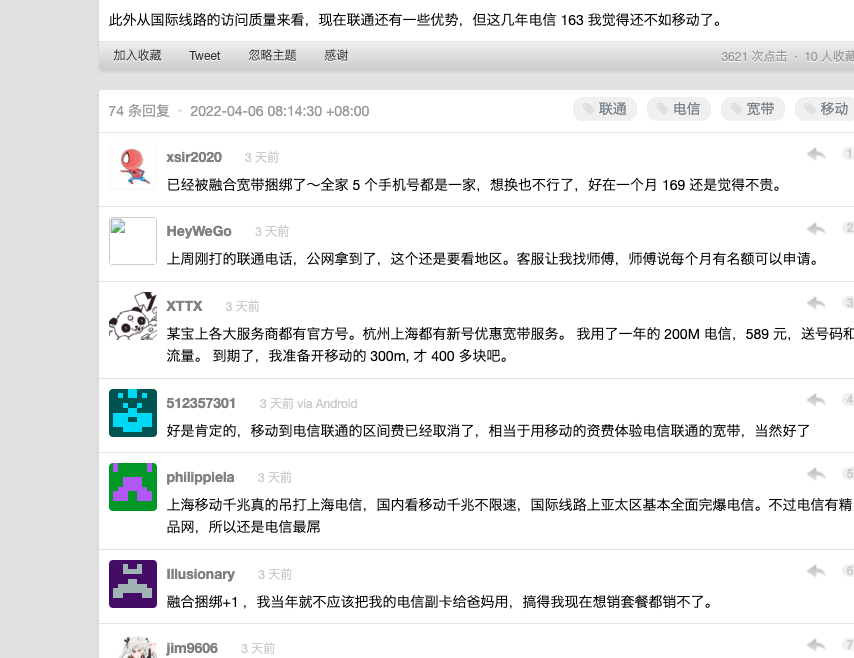 此外从国际线路的访问质量来看，现在联通还有一些优势，但这几年电信 163 我觉得还不如移动了。
加入收藏 Tweet 忽略主题 感谢 3621 次点击 · 10 人收藏
74 条回复 · 2022-04-06 08:14:30 +08:00 联通 电信 宽带 移动
xsir2020 3 天前 1
已经被融合宽带捆绑了～全家 5 个手机号都是一家，想换也不行了，好在一个月 169 还是觉得不贵。
HeyWeGo 3 天前 2
上周刚打的联通电话，公网拿到了，这个还是要看地区。客服让我找师傅，师傅说每个月有名额可以申请。
XTTX 3 天前 3
某宝上各大服务商都有官方号。杭州上海都有新号优惠宽带服务。 我用了一年的 200M 电信，589 元，送号码和
流量。 到期了，我准备开移动的 300m, 才 400 多块吧。
512357301 3 天前 via Android 4
好是肯定的，移动到电信联通的区间费已经取消了，相当于用移动的资费体验电信联通的宽带，当然好了
philippiela 3 天前 5
上海移动千兆真的吊打上海电信，国内看移动千兆不限速，国际线路上亚太区基本全面完爆电信。不过电信有精
品网，所以还是电信最屌
Illusionary 3 天前 6
融合捆绑+1 ，我当年就不应该把我的电信副卡给爸妈用，搞得我现在想销套餐都销不了。
jim9606 3 天前 7